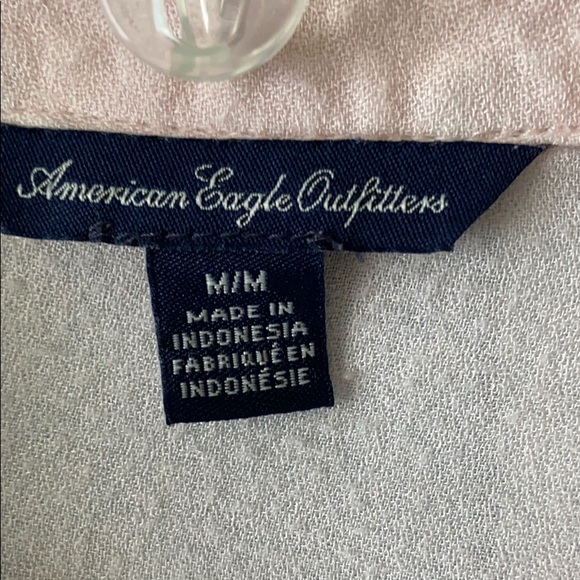 American Eagle Outfitters
M/M
MADE IN
INDONESIA
FABRIQUÉ EN
INDONÉSIE